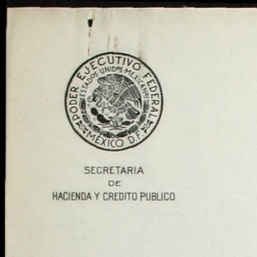 PODER EJECUTIVO FEDERAL
ESTADOS UNIDOS MEXICANOS
MEXICO D.F.
SECRETARIA
DE
HACIENDA Y CREDITO PUBLICO